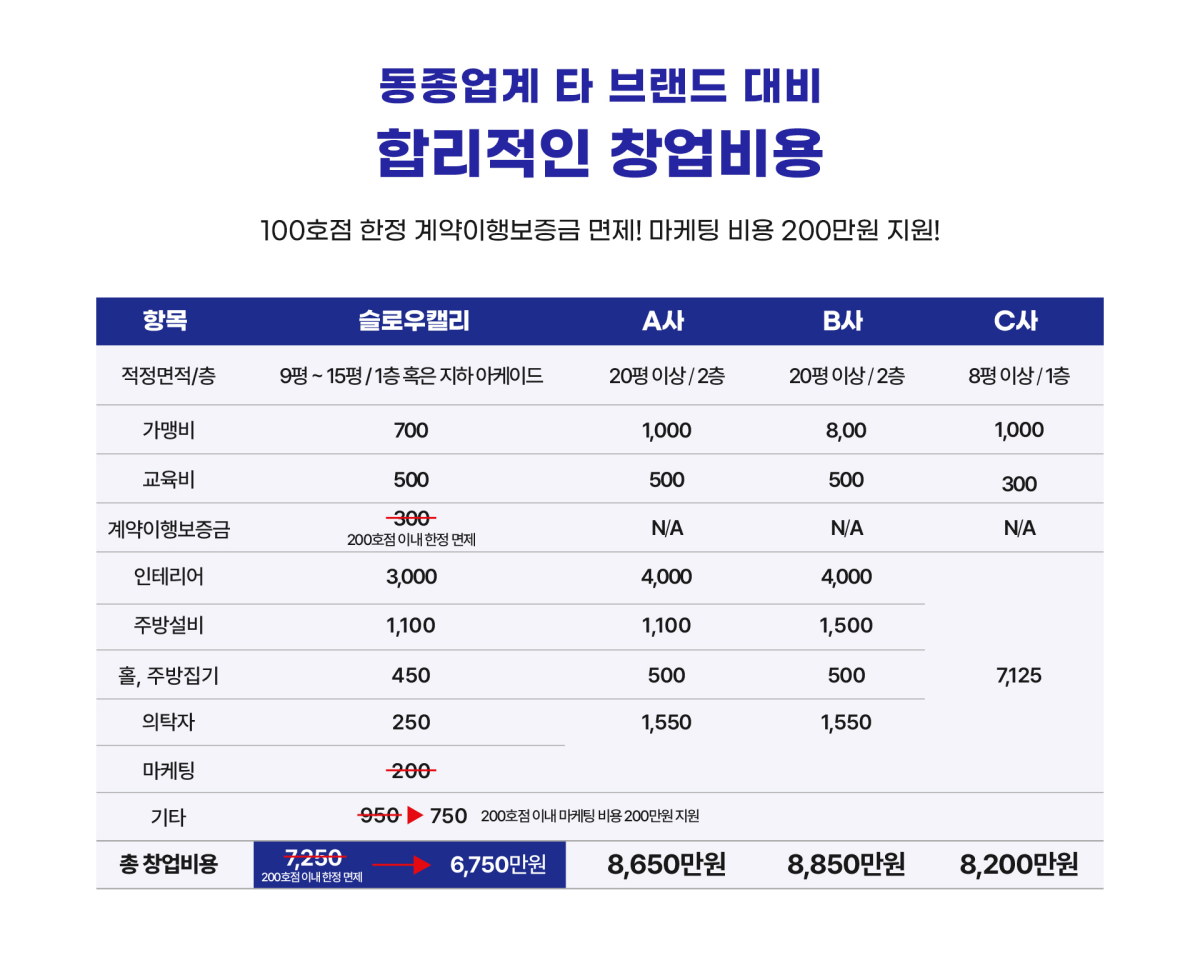 동종업계 타 브랜드 대비
합리적인 창업비용
100호점 한정 계약이행보증금 면제! 마케팅 비용 200만원 지원!
항목 슬로우캘리 A사 B사 C사
적정면적/층 9평 ~ 15평 / 1층 혹은 지하 아케이드 20평 이상 / 2층 20평 이상 / 2층 8평 이상 / 1층
가맹비 700 1,000 8,00 1,000
교육비 500 500 500 300
계약이행보증금 300 N/A N/A N/A
200호점 이내 한정 면제
인테리어 3,000 4,000 4,000
주방설비 1,100 1,100 1,500
홀, 주방집기 450 500 500 7,125
의탁자 250 1,550 1,550
마케팅 200
기타 950 750 200호점 이내 마케팅 비용 200만원 지원
총 창업비용 7,250 6,750만원 8,650만원 8,850만원 8,200만원
200호점 이내 한정 면제